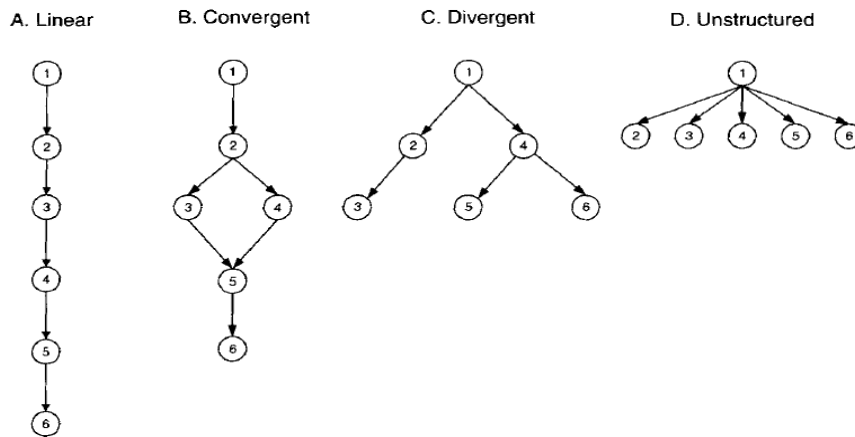 A. Linear
B. Convergent
C. Divergent
D. Unstructured
1
2
3
4
5
6
1
2
3 4
5
6
1
2 4
3 5 6
1
2 3 4 5 6